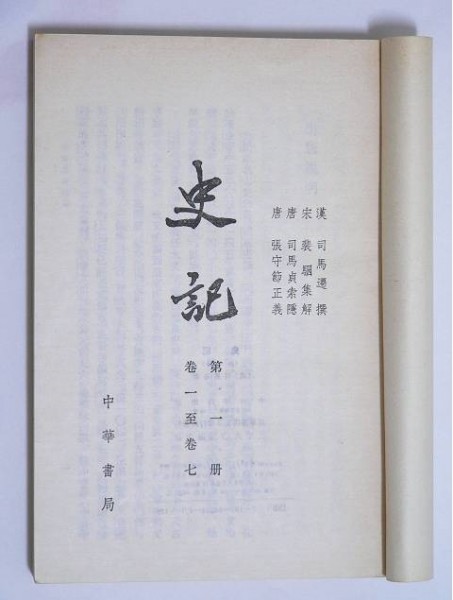 漢 司馬遷 撰
宋 裴駰集解
唐 司馬貞索隱
唐 張守節正義
史記
第一册
卷一至卷七
中華書局